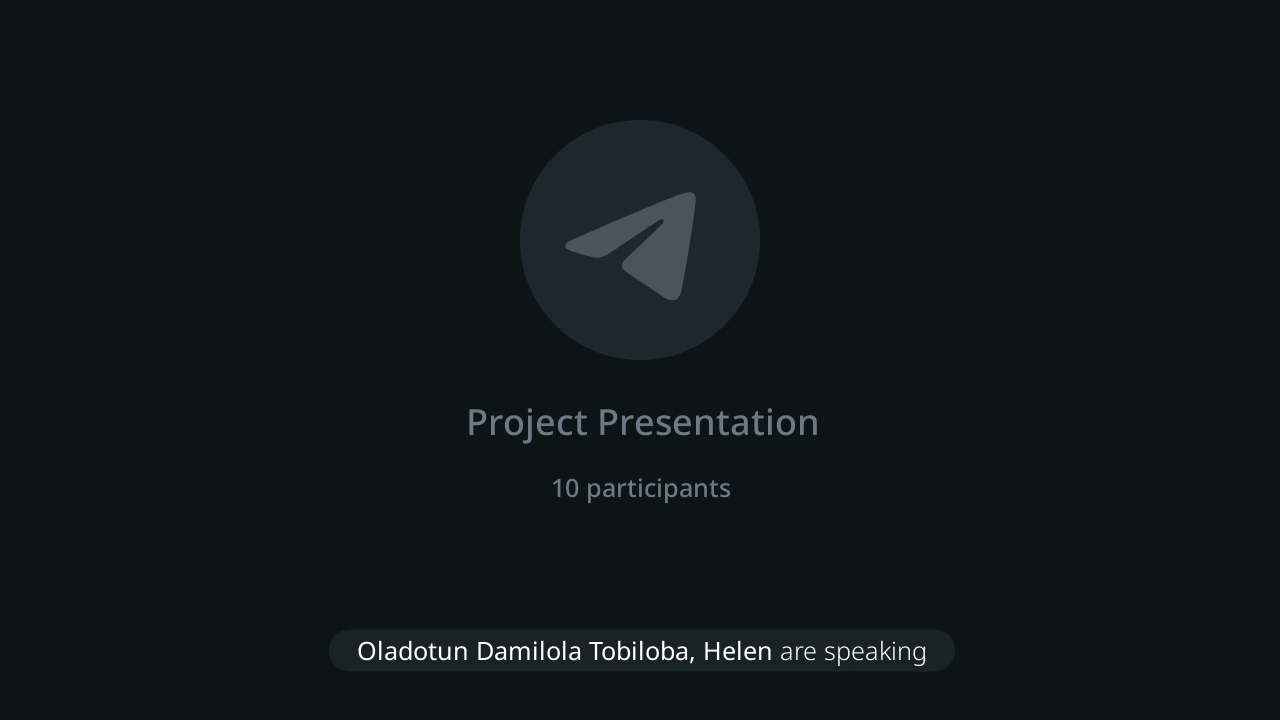 Project Presentation
10 participants
Oladotun Damilola Tobiloba, Helen are speaking